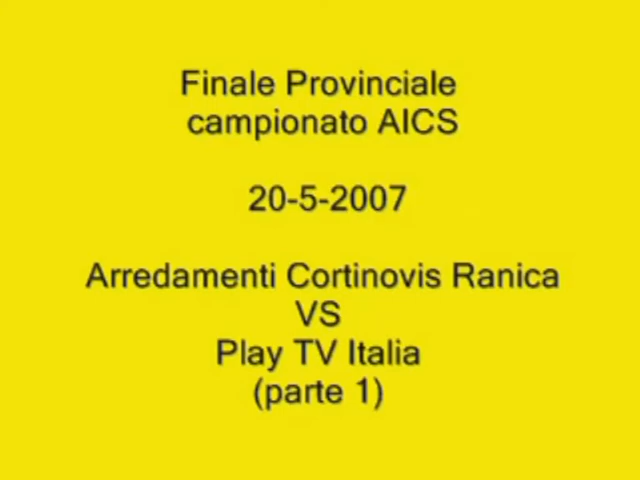 Finale Provinciale
campionato AICS
20-5-2007
Arredamenti Cortinovis Ranica
VS
Play TV Italia
(parte 1)